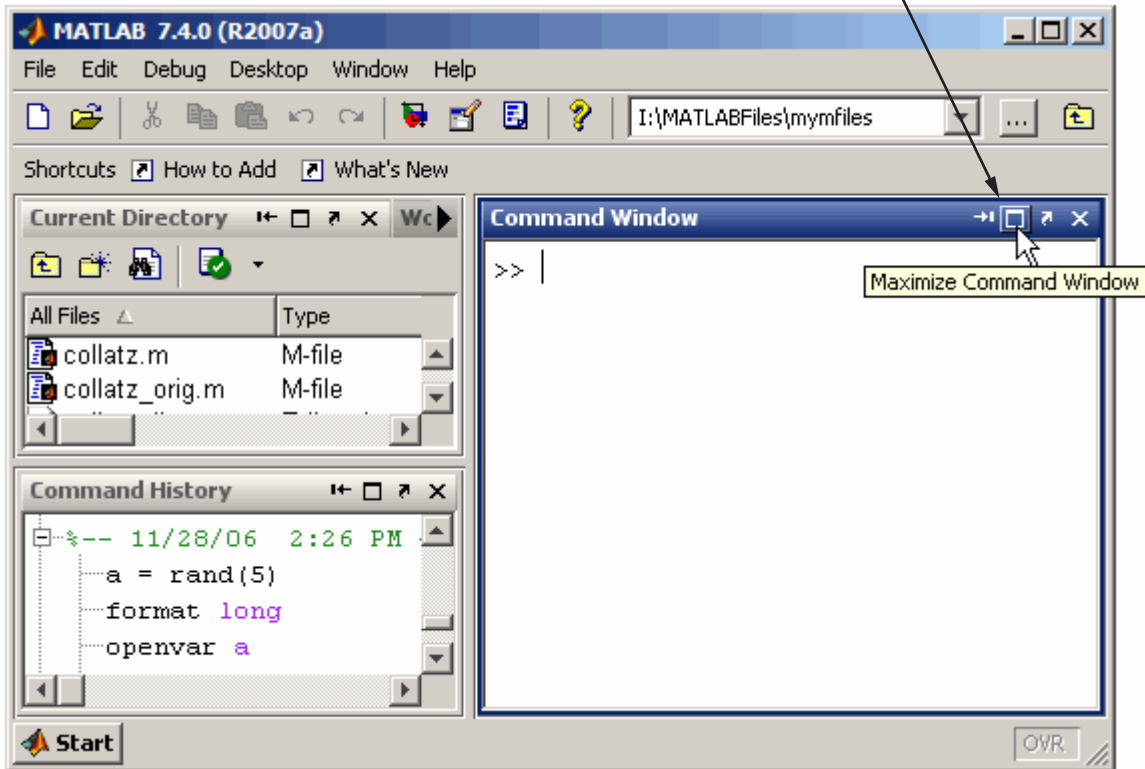 MATLAB 7.4.0 (R2007a)
File Edit Debug Desktop Window Help
I:\MATLABFiles\mymfiles ...
Shortcuts How to Add What's New
Current Directory Wc
All Files Type
collatz.m M-file
collatz_orig.m M-file
Command History
%-- 11/28/06 2:26 PM
a = rand(5)
format long
openvar a
Command Window
>>
Maximize Command Window
Start
OVR